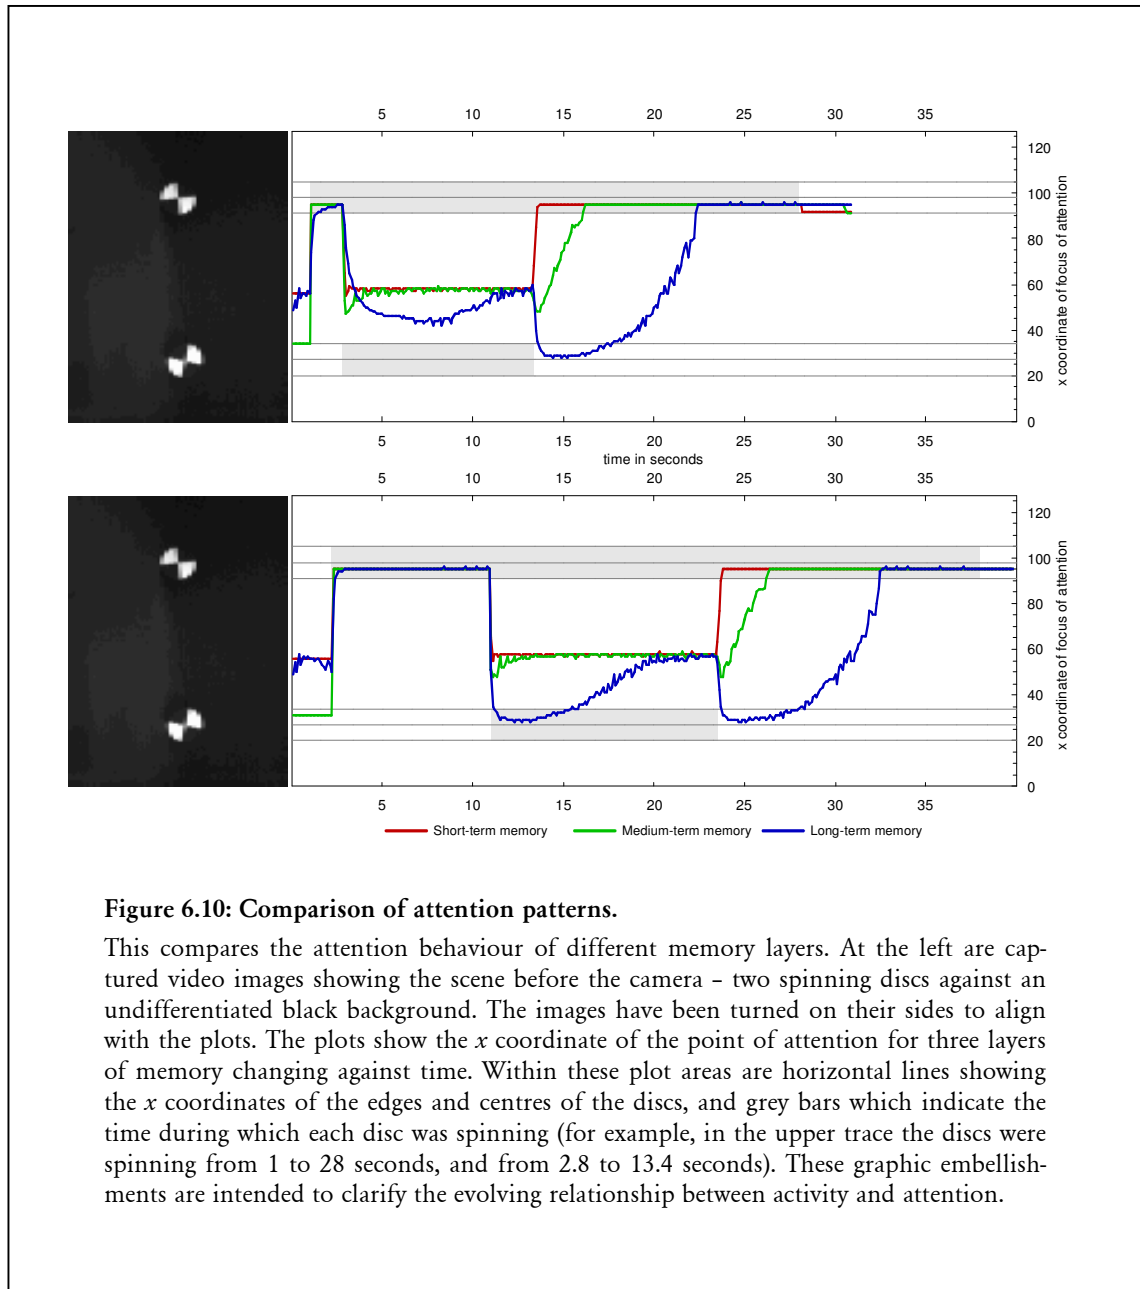 5 10 15 20 25 30 35
120
100
80
60
40
20
0
x coordinate of focus of attention
5 10 15 20 25 30 35
time in seconds
5 10 15 20 25 30 35
120
100
80
60
40
20
0
x coordinate of focus of attention
5 10 15 20 25 30 35
Short-term memory Medium-term memory Long-term memory
Figure 6.10: Comparison of attention patterns.
This compares the attention behaviour of different memory layers. At the left are cap-
tured video images showing the scene before the camera – two spinning discs against an
undifferentiated black background. The images have been turned on their sides to align
with the plots. The plots show the x coordinate of the point of attention for three layers
of memory changing against time. Within these plot areas are horizontal lines showing
the x coordinates of the edges and centres of the discs, and grey bars which indicate the
time during which each disc was spinning (for example, in the upper trace the discs were
spinning from 1 to 28 seconds, and from 2.8 to 13.4 seconds). These graphic embellish-
ments are intended to clarify the evolving relationship between activity and attention.